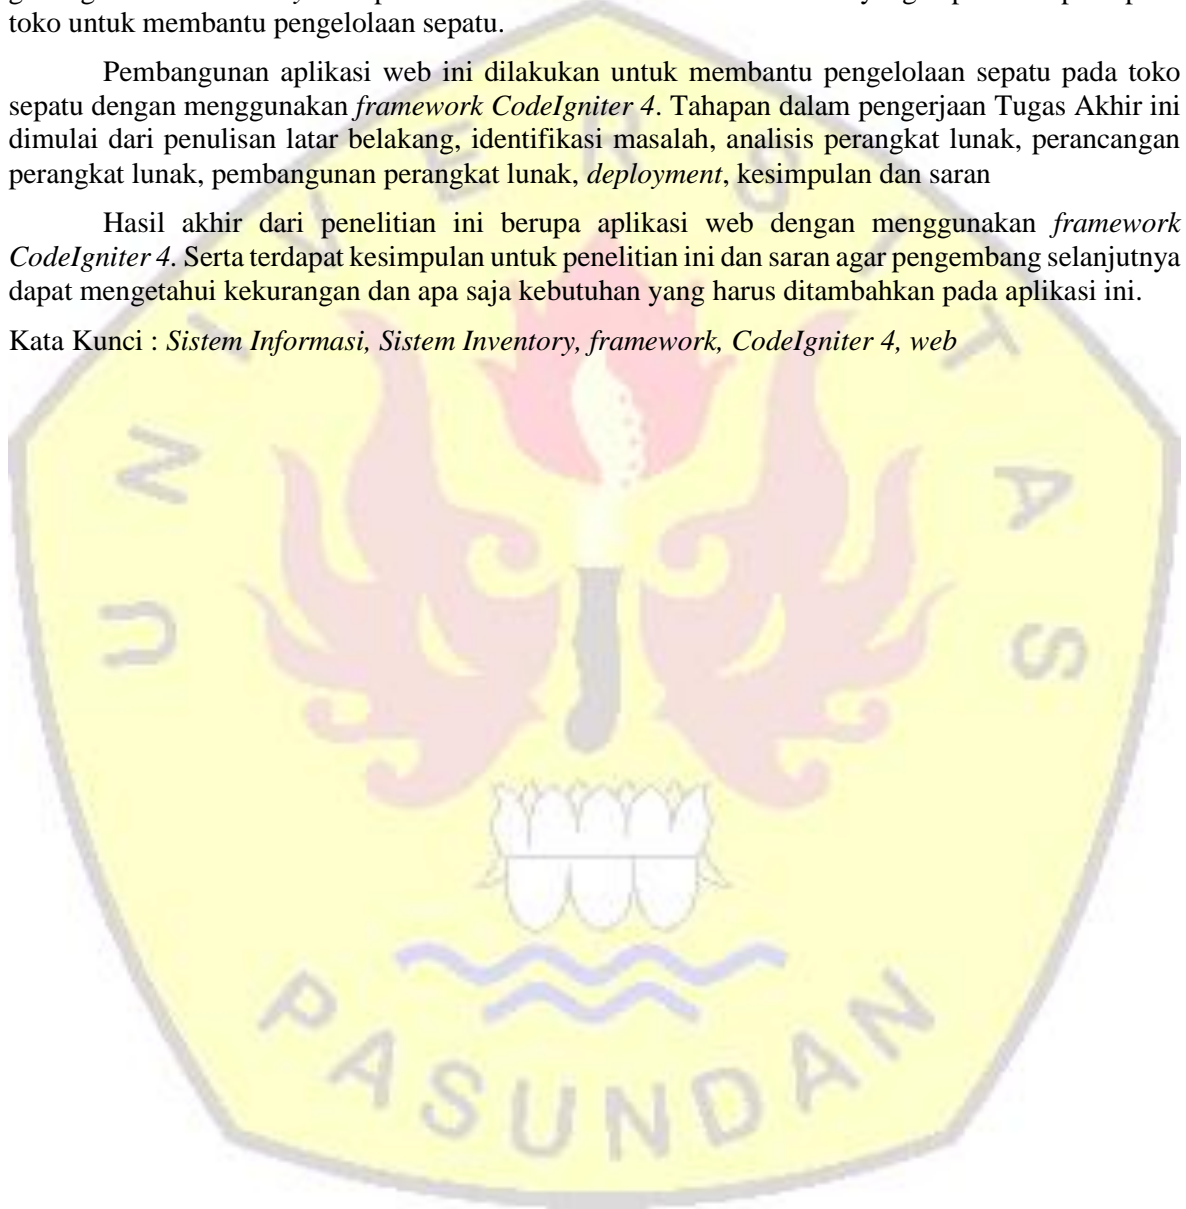 toko untuk membantu pengelolaan sepatu.
Pembangunan aplikasi web ini dilakukan untuk membantu pengelolaan sepatu pada toko
sepatu dengan menggunakan framework CodeIgniter 4. Tahapan dalam pengerjaan Tugas Akhir ini
dimulai dari penulisan latar belakang, identifikasi masalah, analisis perangkat lunak, perancangan
perangkat lunak, pembangunan perangkat lunak, deployment, kesimpulan dan saran
Hasil akhir dari penelitian ini berupa aplikasi web dengan menggunakan framework
CodeIgniter 4. Serta terdapat kesimpulan untuk penelitian ini dan saran agar pengembang selanjutnya
dapat mengetahui kekurangan dan apa saja kebutuhan yang harus ditambahkan pada aplikasi ini.
Kata Kunci : Sistem Informasi, Sistem Inventory, framework, CodeIgniter 4, web
UNIVERSITAS
PASUNDAN